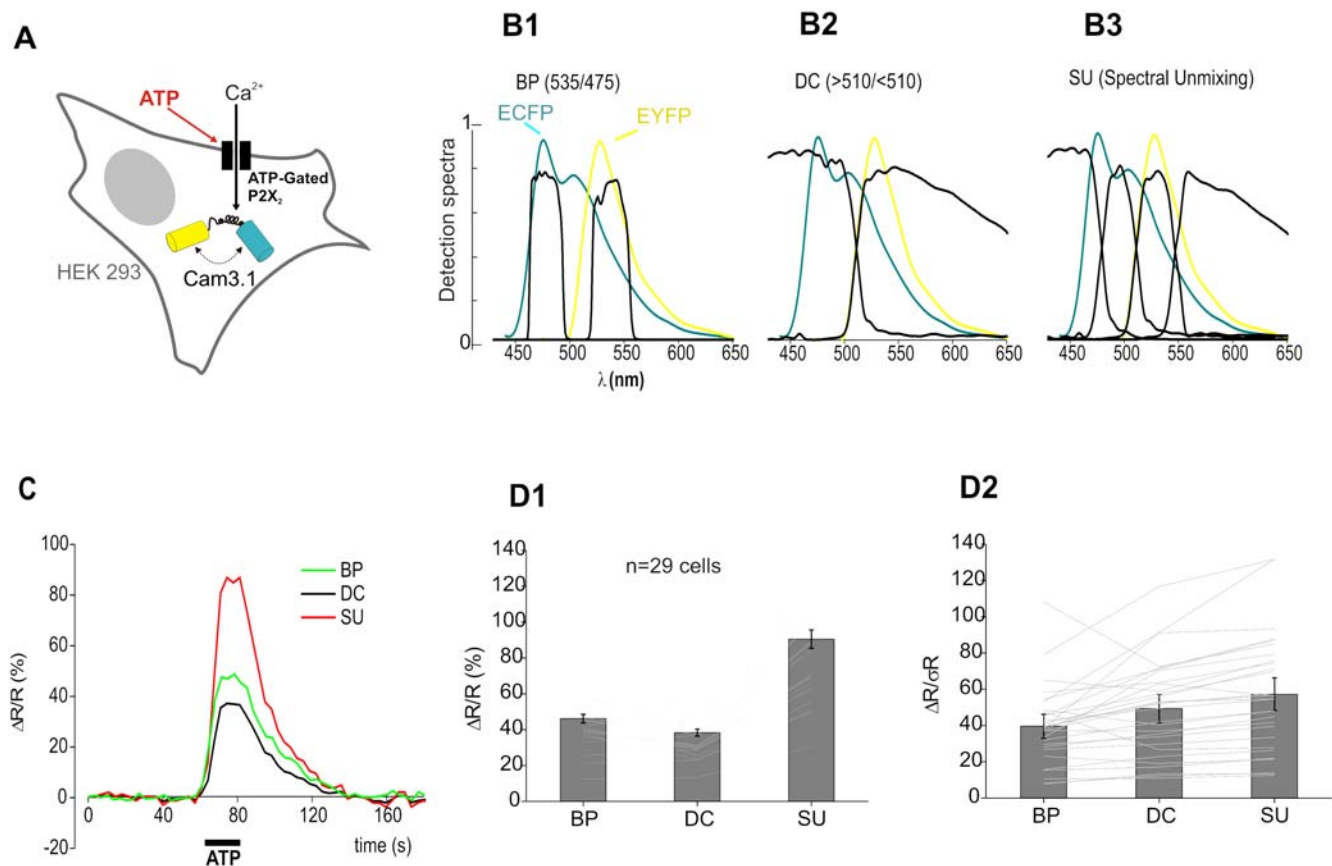 A
ATP
Ca²⁺
ATP-Gated
P2X₂
HEK 293
Cam3.1
B1
BP (535/475)
ECFP
EYFP
Detection spectra
1
0
450 500 550 600 650
λ (nm)
B2
DC (>510/<510)
450 500 550 600 650
B3
SU (Spectral Unmixing)
450 500 550 600 650
C
ΔR/R (%)
100
80
60
40
20
0
-20
BP
DC
SU
0 40 80 120 160
time (s)
ATP
D1
n=29 cells
ΔR/R (%)
140
120
100
80
60
40
20
0
BP DC SU
D2
ΔR/σR
140
120
100
80
60
40
20
0
BP DC SU